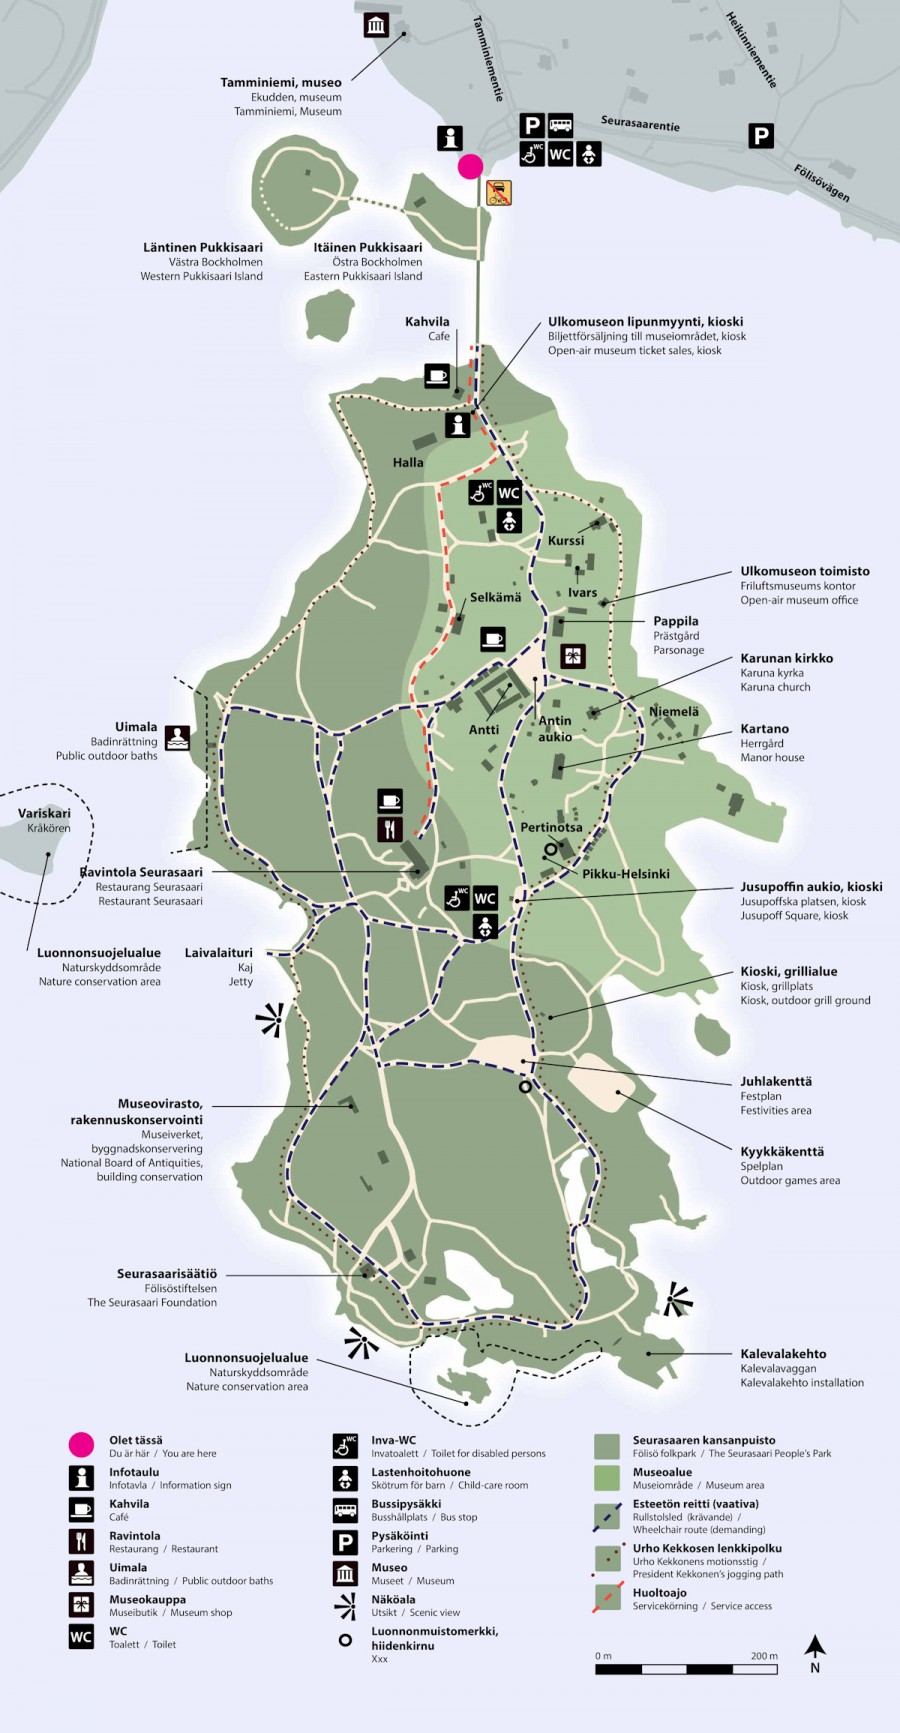 Tamminiementie
Heikinniementie
Tamminiemi, museo
Ekudden, museum
Tamminiemi, Museum
P
Seurasaarentie
P
WC
WC
Fölisövägen
Läntinen Pukkisaari
Västra Bockholmen
Western Pukkisaari Island
Itäinen Pukkisaari
Östra Bockholmen
Eastern Pukkisaari Island
Kahvila
Cafe
Ulkomuseon lipunmyynti, kioski
Biljettförsäljning till museiområdet, kiosk
Open-air museum ticket sales, kiosk
Halla
WC
WC
Kurssi
Ivars
Ulkomuseon toimisto
Friluftsmuseums kontor
Open-air museum office
Selkämä
Pappila
Prästgård
Parsonage
Karunan kirkko
Karuna kyrka
Karuna church
Antti
Antin
aukio
Niemelä
Uimala
Badinrättning
Public outdoor baths
Kartano
Herrgård
Manor house
Variskari
Kråkören
Pertinotsa
Ravintola Seurasaari
Restaurang Seurasaari
Restaurant Seurasaari
Pikku-Helsinki
WC
WC
Jusupoffin aukio, kioski
Jusupoffska platsen, kiosk
Jusupoff Square, kiosk
Luonnonsuojelualue
Naturskyddsområde
Nature conservation area
Laivalaituri
Kaj
Jetty
Kioski, grillialue
Kiosk, grillplats
Kiosk, outdoor grill ground
Juhlakenttä
Festplan
Festivities area
Museovirasto,
rakennuskonservointi
Museiverket,
byggnadskonservering
National Board of Antiquities,
building conservation
Kyykkäkenttä
Spelplan
Outdoor games area
Seurasaarisäätiö
Fölisöstiftelsen
The Seurasaari Foundation
Luonnonsuojelualue
Naturskyddsområde
Nature conservation area
Kalevalakehto
Kalevalavaggan
Kalevalakehto installation
Olet tässä
Du är här / You are here
Infotaulu
Infotavla / Information sign
Kahvila
Café
Ravintola
Restaurang / Restaurant
Uimala
Badinrättning / Public outdoor baths
Museokauppa
Museibutik / Museum shop
WC
WC
Toalett / Toilet
WC
Inva-WC
Invatoalett / Toilet for disabled persons
Lastenhoitohuone
Skötrum för barn / Child-care room
Bussipysäkki
Busshållplats / Bus stop
P
Pysäköinti
Parkering / Parking
Museo
Museet / Museum
Näköala
Utsikt / Scenic view
Luonnonmuistomerkki,
hiidenkirnu
Xxx
Seurasaaren kansanpuisto
Fölisö folkpark / The Seurasaari People's Park
Museoalue
Museiområde / Museum area
Esteetön reitti (vaativa)
Rullstolsled (krävande) /
Wheelchair route (demanding)
Urho Kekkosen lenkkipolku
Urho Kekkonens motionsstig /
President Kekkonen's jogging path
Huoltoajo
Servicekörning / Service access
0 m
200 m
N